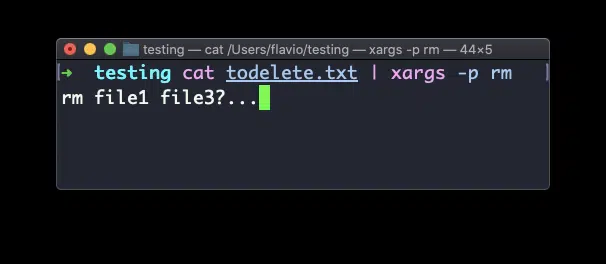 testing — cat /Users/flavio/testing — xargs -p rm — 44×5
➜ testing cat todelete.txt | xargs -p rm
rm file1 file3?...